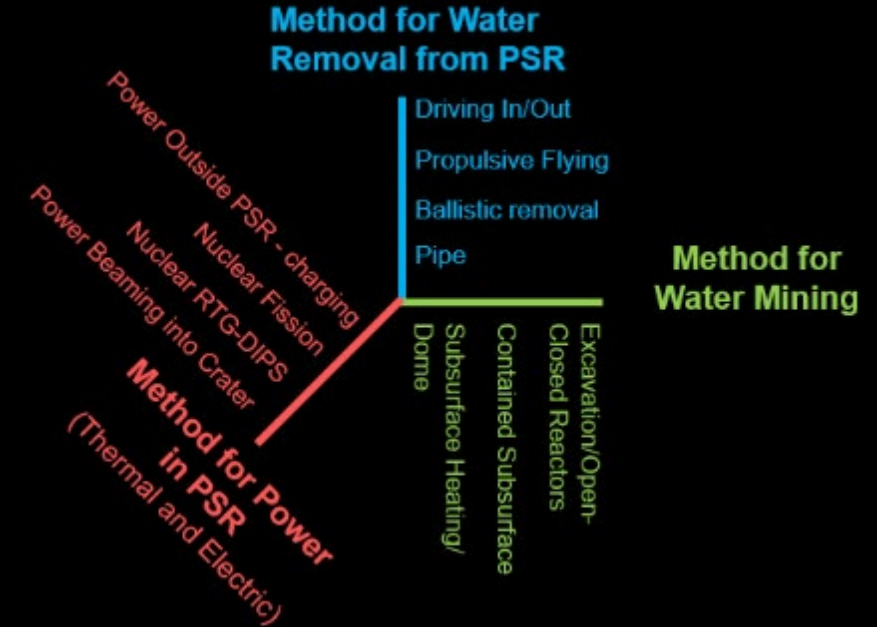 Method for Water
Removal from PSR
Driving In/Out
Propulsive Flying
Ballistic removal
Pipe
Method for
Water Mining
Subsurface Heating/
Dome
Contained Subsurface
Excavation/Open-
Closed Reactors
Power Outside PSR - charging
Nuclear Fission
Nuclear RTG-DIPS
Power Beaming into Crater
Method for Power
in PSR
(Thermal and Electric)